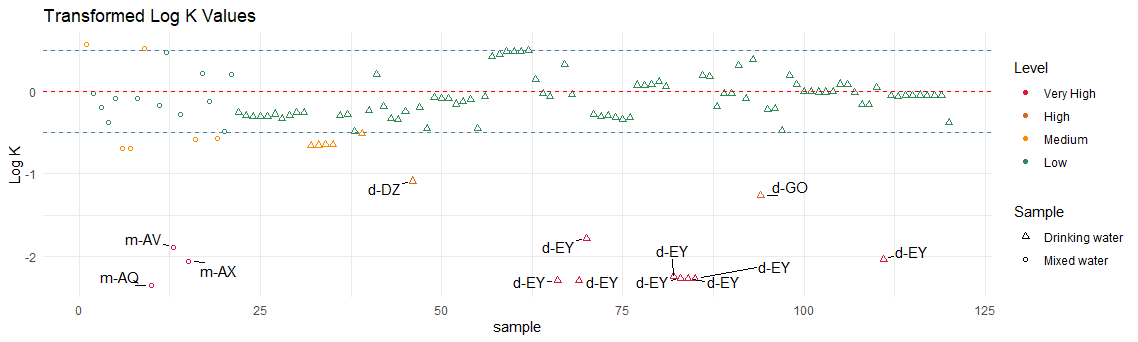 Transformed Log K Values
Log K
0
-1
-2
d-DZ
d-GO
m-AV
m-AX
m-AQ
d-EY
d-EY
d-EY
d-EY
d-EY
d-EY
d-EY
d-EY
0
25
50
75
100
125
sample
Level
Very High
High
Medium
Low
Sample
Drinking water
Mixed water